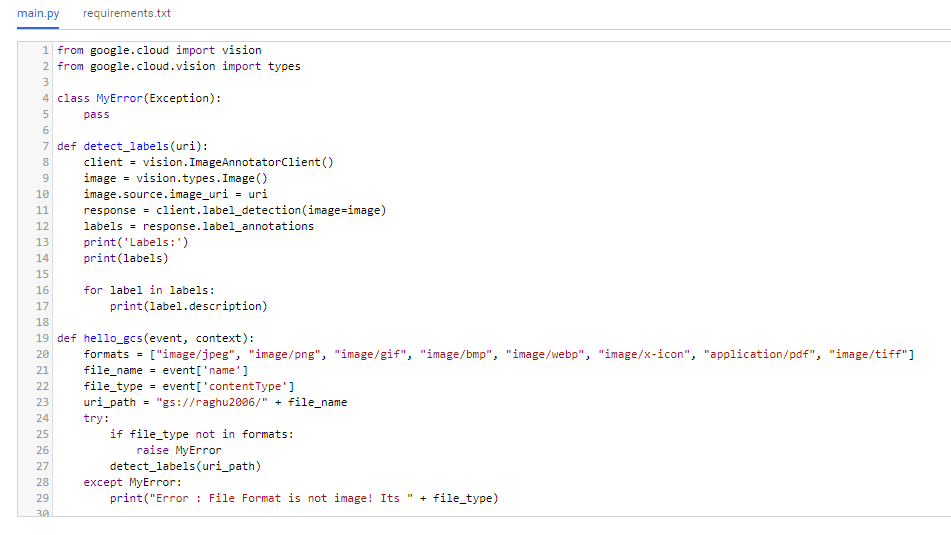 main.py requirements.txt
1 from google.cloud import vision
2 from google.cloud.vision import types
3
4 class MyError(Exception):
5     pass
6
7 def detect_labels(uri):
8     client = vision.ImageAnnotatorClient()
9     image = vision.types.Image()
10     image.source.image_uri = uri
11     response = client.label_detection(image=image)
12     labels = response.label_annotations
13     print('Labels:')
14     print(labels)
15
16     for label in labels:
17         print(label.description)
18
19 def hello_gcs(event, context):
20     formats = ["image/jpeg", "image/png", "image/gif", "image/bmp", "image/webp", "image/x-icon", "application/pdf", "image/tiff"]
21     file_name = event['name']
22     file_type = event['contentType']
23     uri_path = "gs://raghu2006/" + file_name
24     try:
25         if file_type not in formats:
26             raise MyError
27         detect_labels(uri_path)
28     except MyError:
29         print("Error : File Format is not image! Its " + file_type)
30